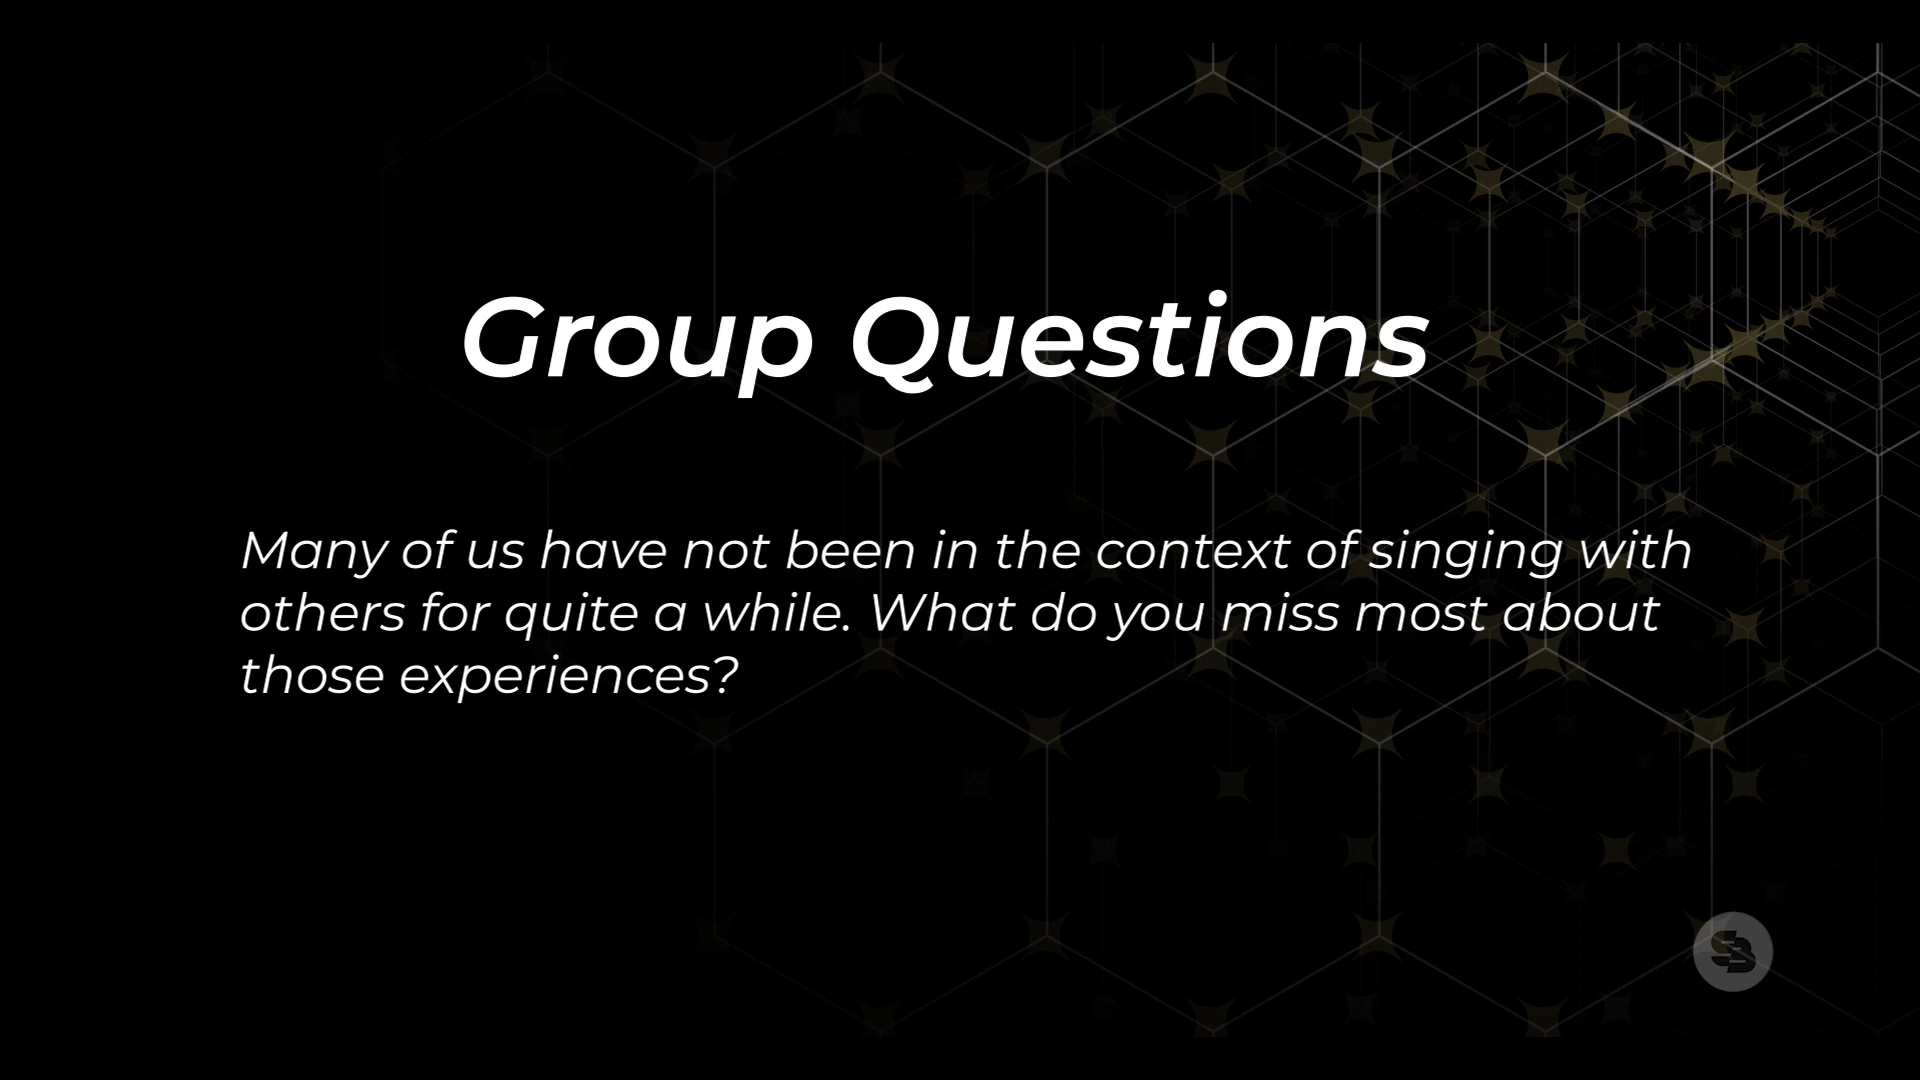 Group Questions
Many of us have not been in the context of singing with
others for quite a while. What do you miss most about
those experiences?
SB